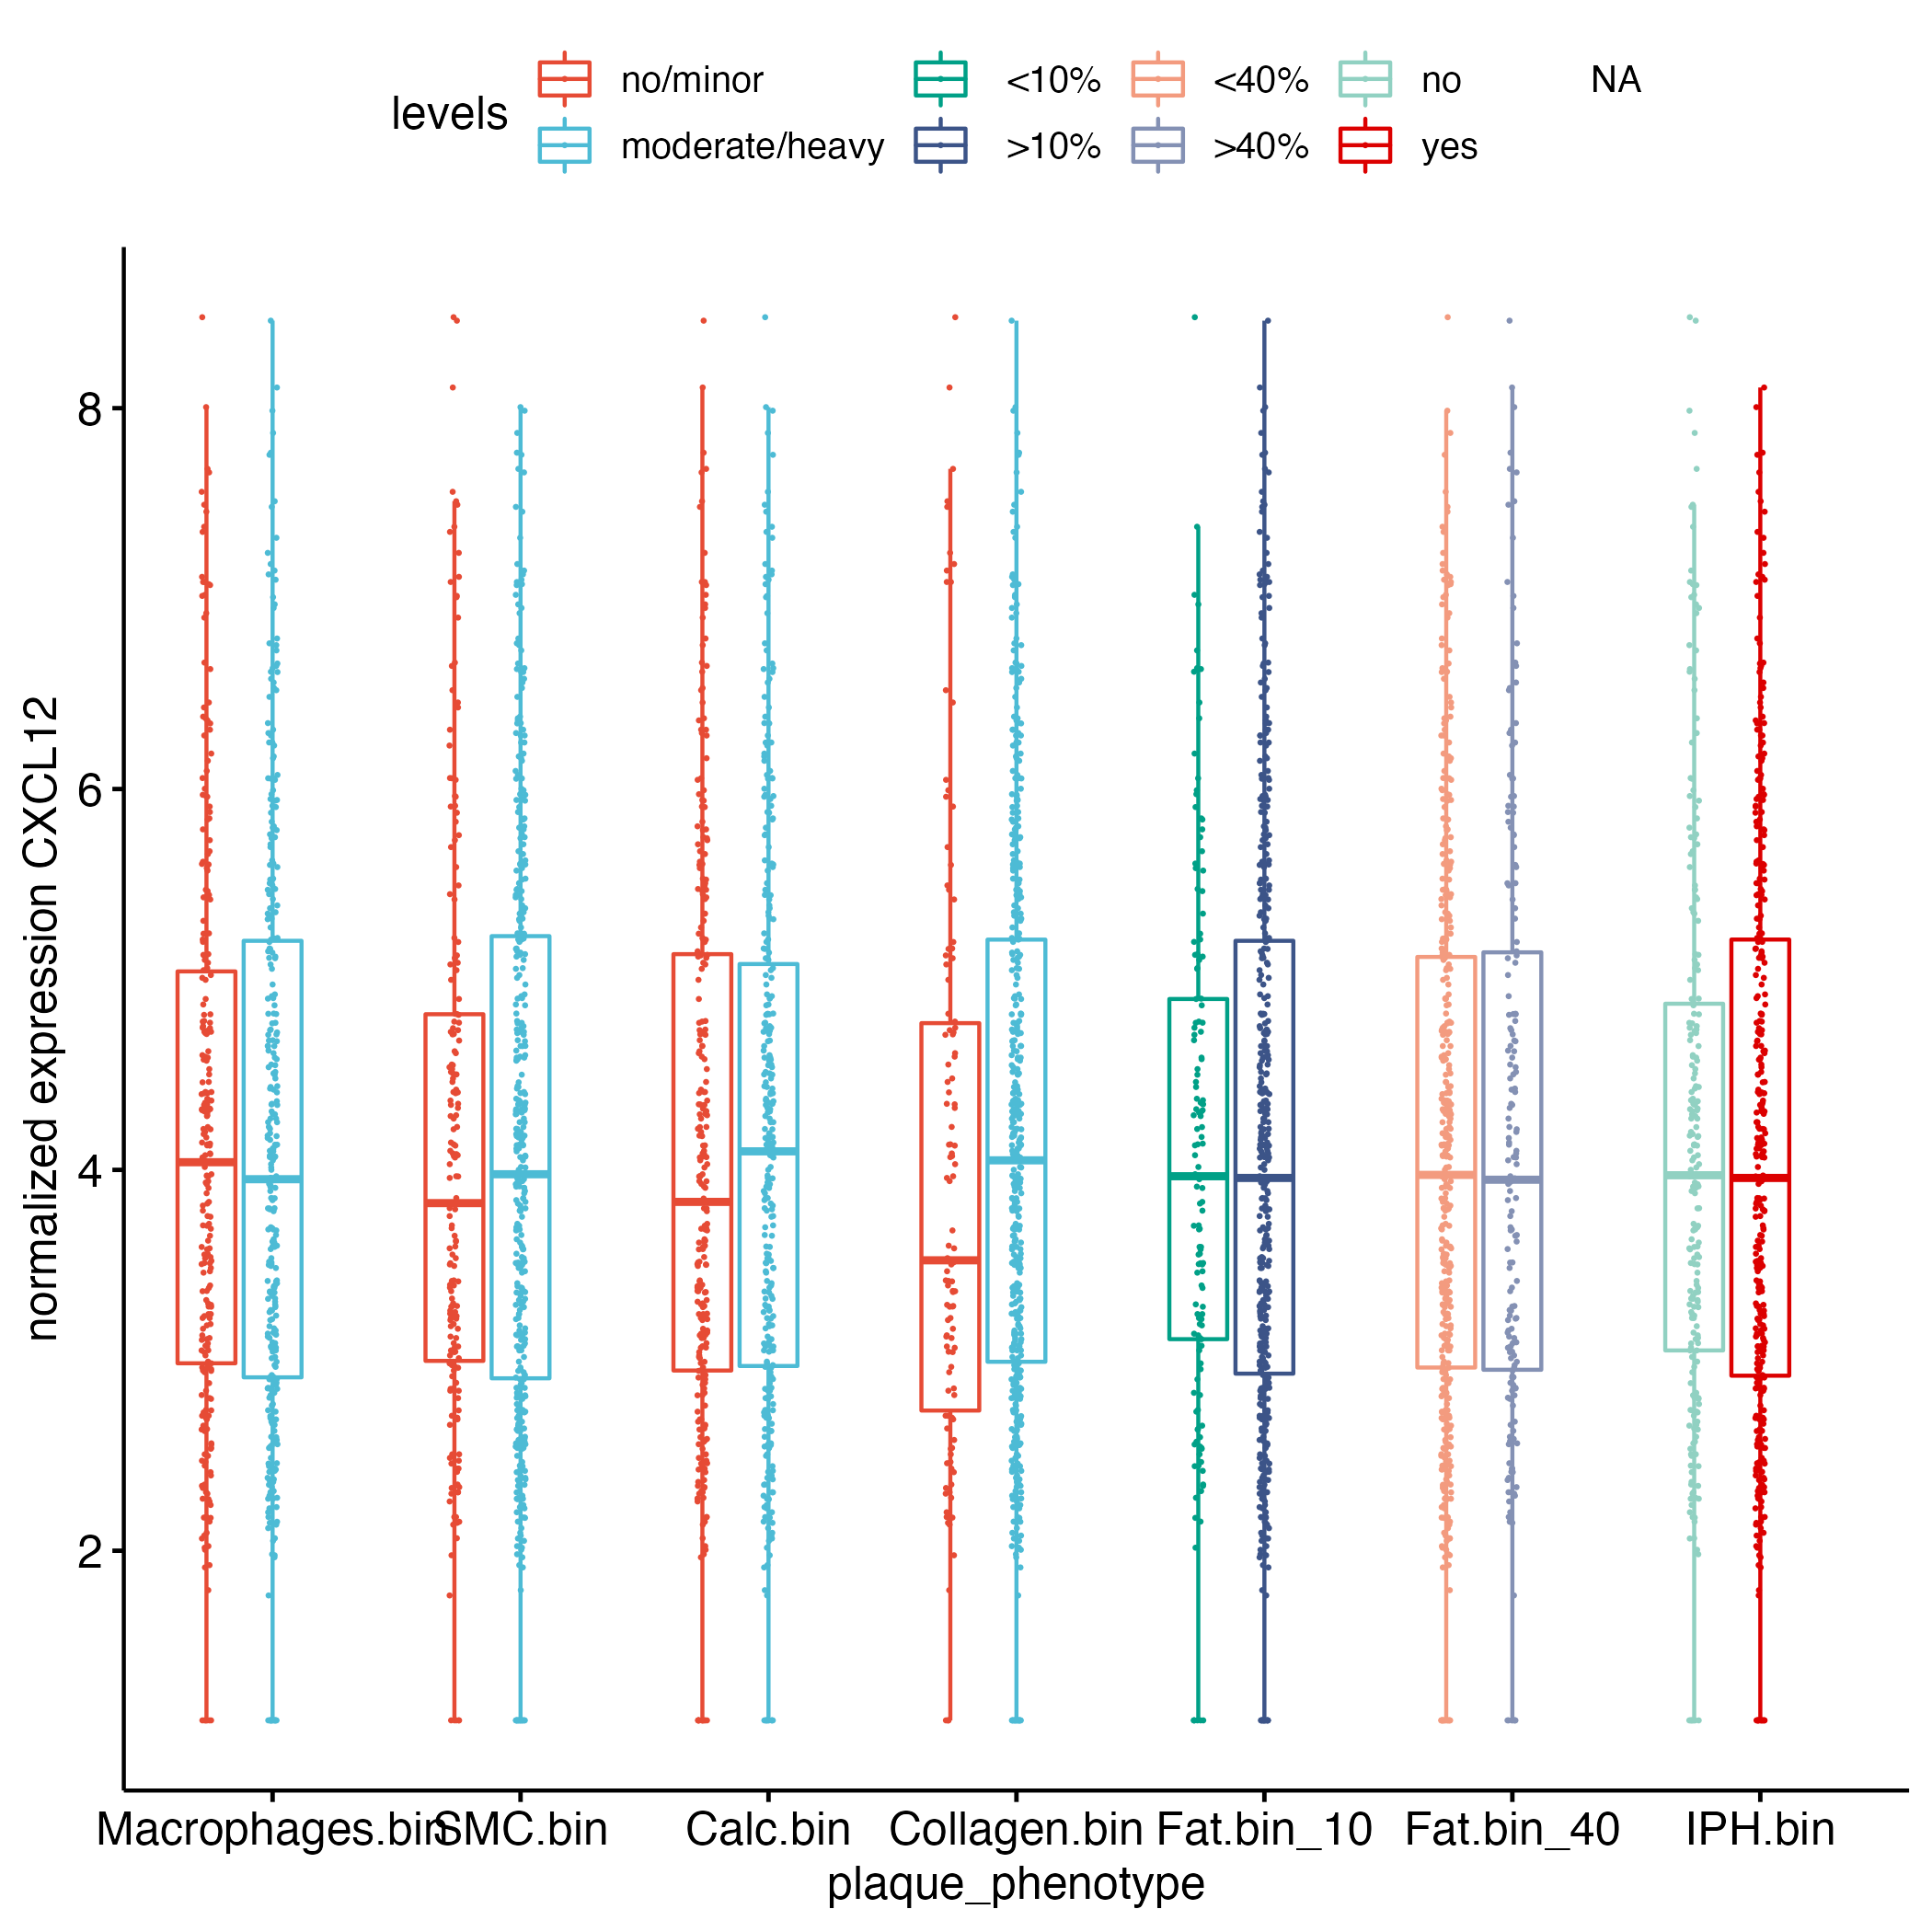 levels
no/minor <10% <40% no NA
moderate/heavy >10% >40% yes
normalized expression CXCL12
8
6
4
2
Macrophages.bin SMC.bin Calc.bin Collagen.bin Fat.bin_10 Fat.bin_40 IPH.bin
plaque_phenotype